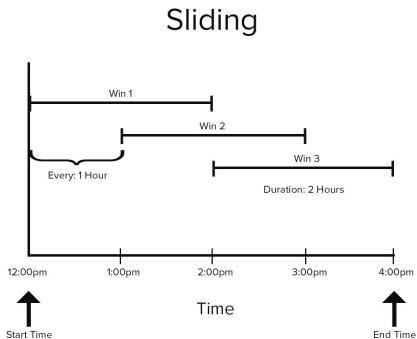 Sliding
Win 1
Win 2
Win 3
Every: 1 Hour
Duration: 2 Hours
12:00pm 1:00pm 2:00pm 3:00pm 4:00pm
Time
Start Time End Time